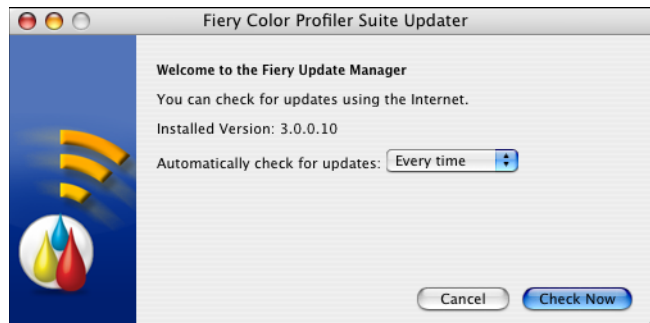 Fiery Color Profiler Suite Updater
Welcome to the Fiery Update Manager
You can check for updates using the Internet.
Installed Version: 3.0.0.10
Automatically check for updates: Every time
Cancel Check Now